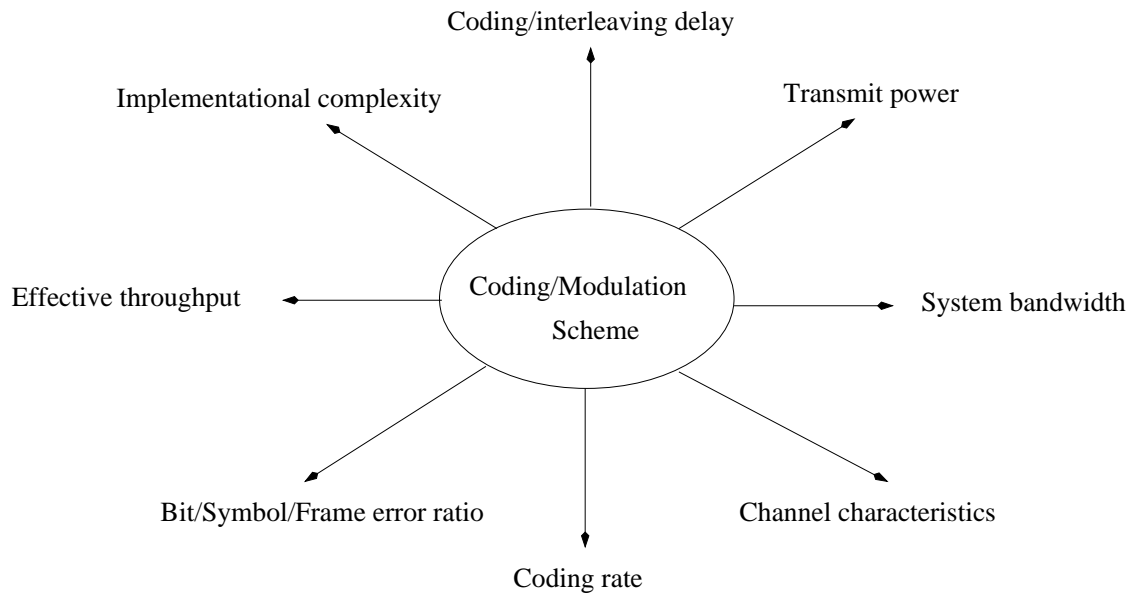 Coding/interleaving delay
Implementational complexity
Transmit power
Coding/Modulation
Scheme
Effective throughput
System bandwidth
Bit/Symbol/Frame error ratio
Channel characteristics
Coding rate